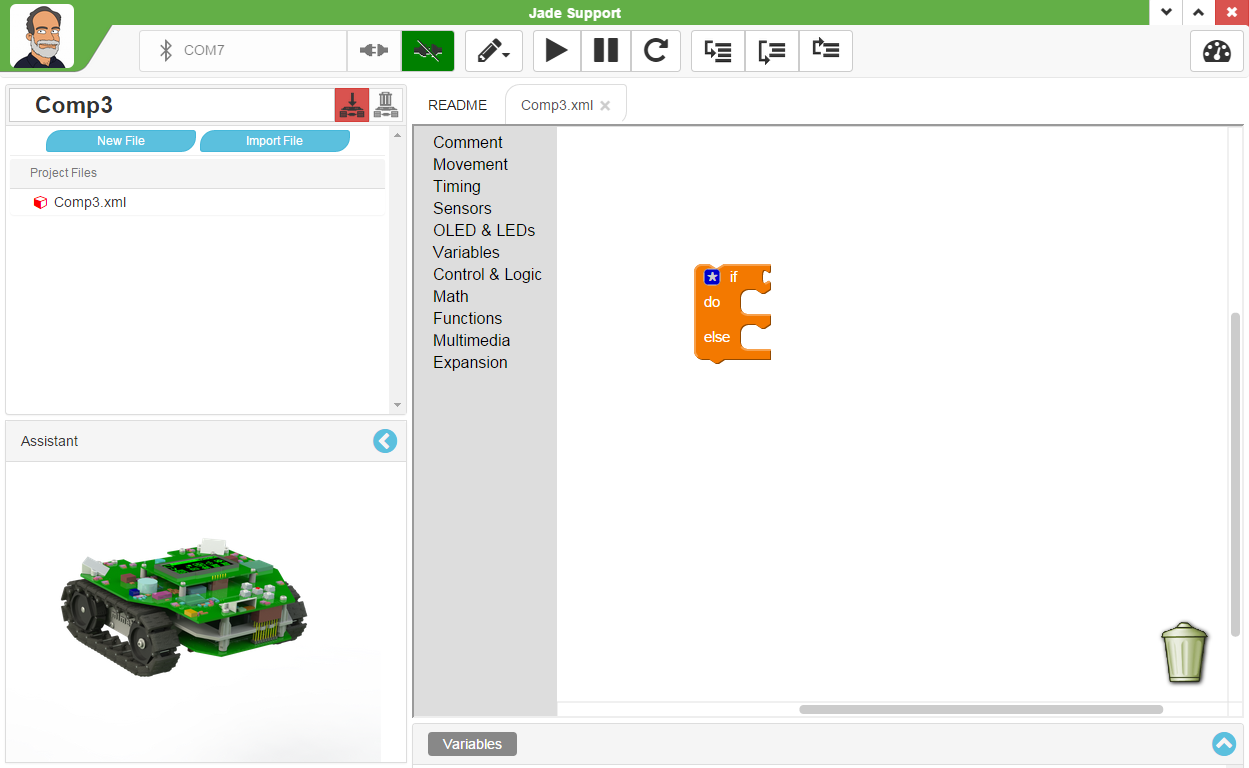 Jade Support
COM7
Comp3
New File
Import File
Project Files
Comp3.xml
Assistant
README
Comp3.xml
Comment
Movement
Timing
Sensors
OLED & LEDs
Variables
Control & Logic
Math
Functions
Multimedia
Expansion
if
do
else
Variables